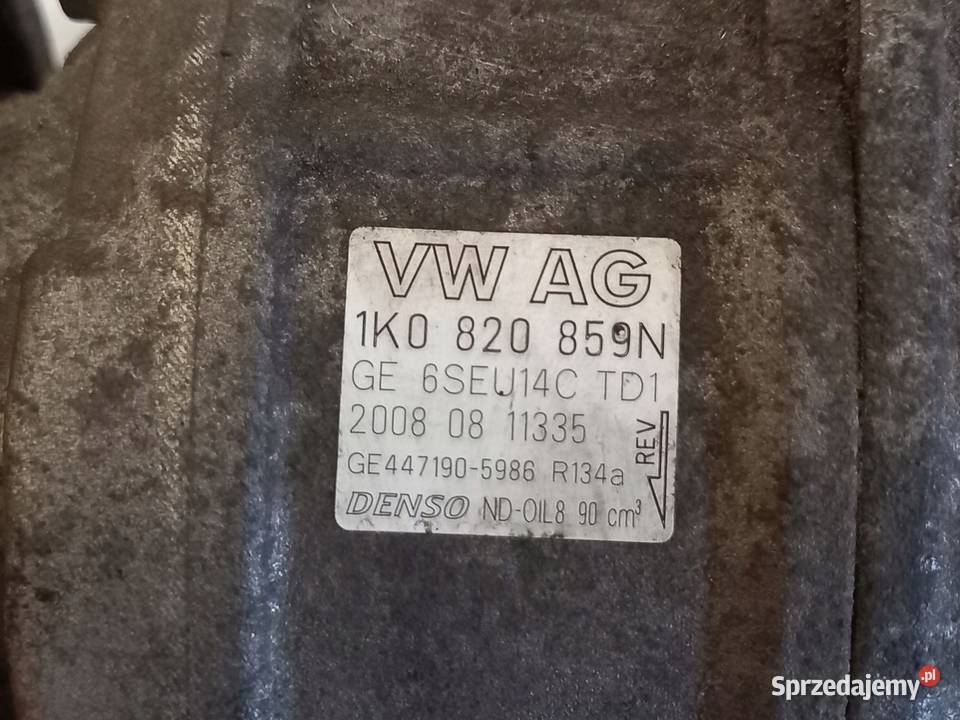 VW AG
1K0 820 859N
GE 6SEU14C TD1
2008 08 11335
REV
GE447190-5986 R134a
DENSO ND-OIL8 90 cm³
Sprzedajemy.pl